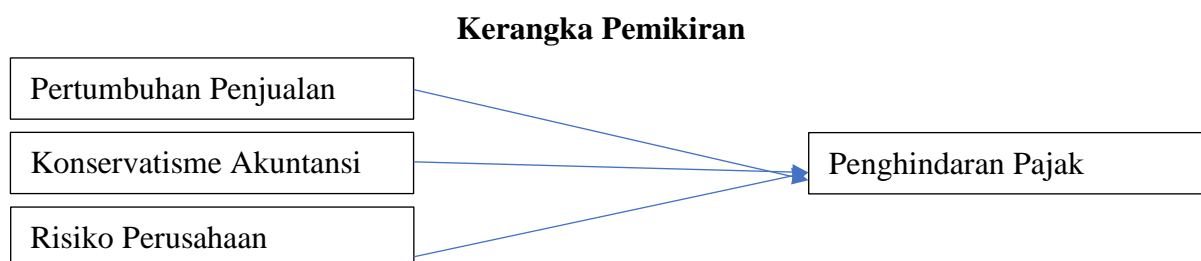 Kerangka Pemikiran
Pertumbuhan Penjualan
Konservatisme Akuntansi
Penghindaran Pajak
Risiko Perusahaan